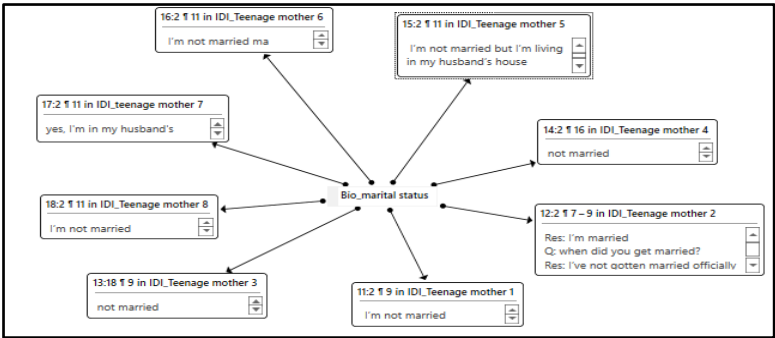 16:2 ¶ 11 in IDI_Teenage mother 6
I'm not married ma
15:2 ¶ 11 in IDI_Teenage mother 5
I'm not married but I'm living
in my husband's house
17:2 ¶ 11 in IDI_teenage mother 7
yes, I'm in my husband's
14:2 ¶ 16 in IDI_Teenage mother 4
not married
Bio_marital status
18:2 ¶ 11 in IDI_Teenage mother 8
I'm not married
12:2 ¶ 7 – 9 in IDI_Teenage mother 2
Res: I'm married
Q: when did you get married?
Res: I've not gotten married officially
13:18 ¶ 9 in IDI_Teenage mother 3
not married
11:2 ¶ 9 in IDI_Teenage mother 1
I'm not married